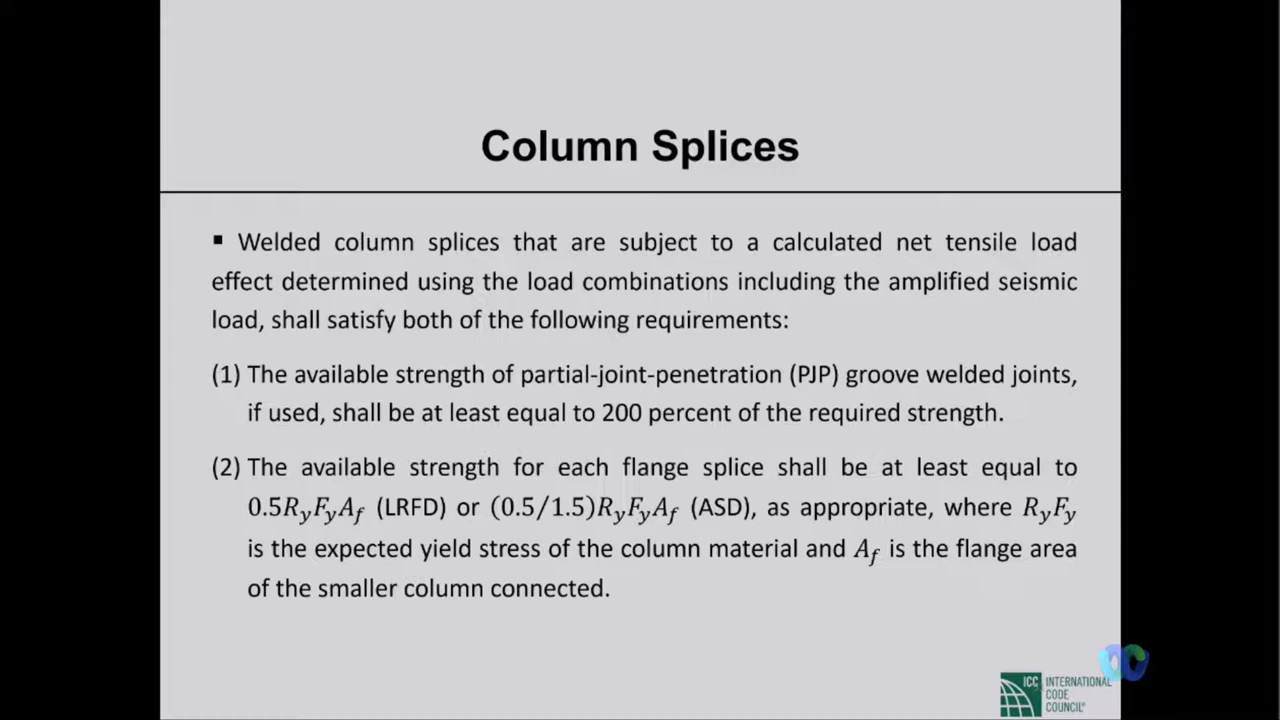 Column Splices
▪ Welded column splices that are subject to a calculated net tensile load
effect determined using the load combinations including the amplified seismic
load, shall satisfy both of the following requirements:
(1) The available strength of partial-joint-penetration (PJP) groove welded joints,
if used, shall be at least equal to 200 percent of the required strength.
(2) The available strength for each flange splice shall be at least equal to
0.5R_yF_yA_f (LRFD) or (0.5/1.5)R_yF_yA_f (ASD), as appropriate, where R_yF_y
is the expected yield stress of the column material and A_f is the flange area
of the smaller column connected.
ICC INTERNATIONAL
CODE
COUNCIL®